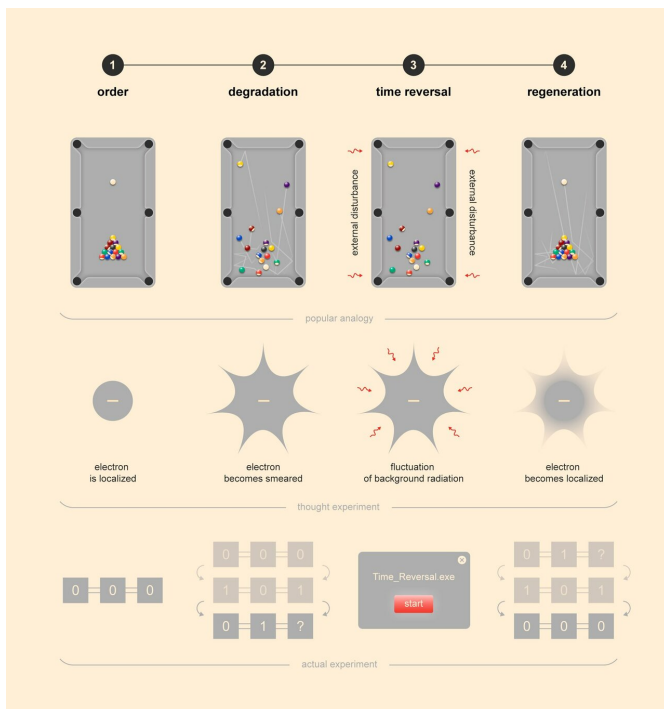 1 2 3 4
order degradation time reversal regeneration
external disturbance external disturbance
popular analogy
electron
is localized
electron
becomes smeared
fluctuation
of background radiation
electron
becomes localized
thought experiment
0 0 0
0 0 0
1 0 1
0 1 ?
Time_Reversal.exe
start
0 1 ?
1 0 1
0 0 0
actual experiment